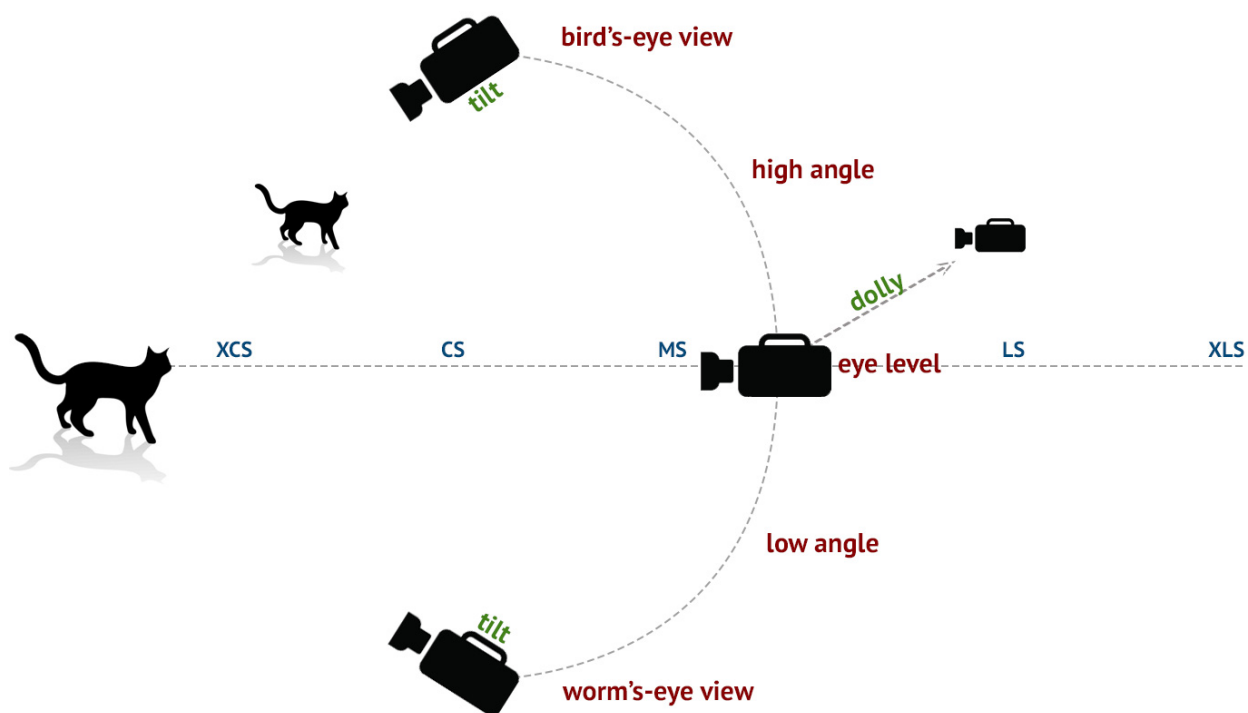 bird’s-eye view
tilt
high angle
dolly
XCS CS MS LS XLS
eye level
low angle
tilt
worm’s-eye view